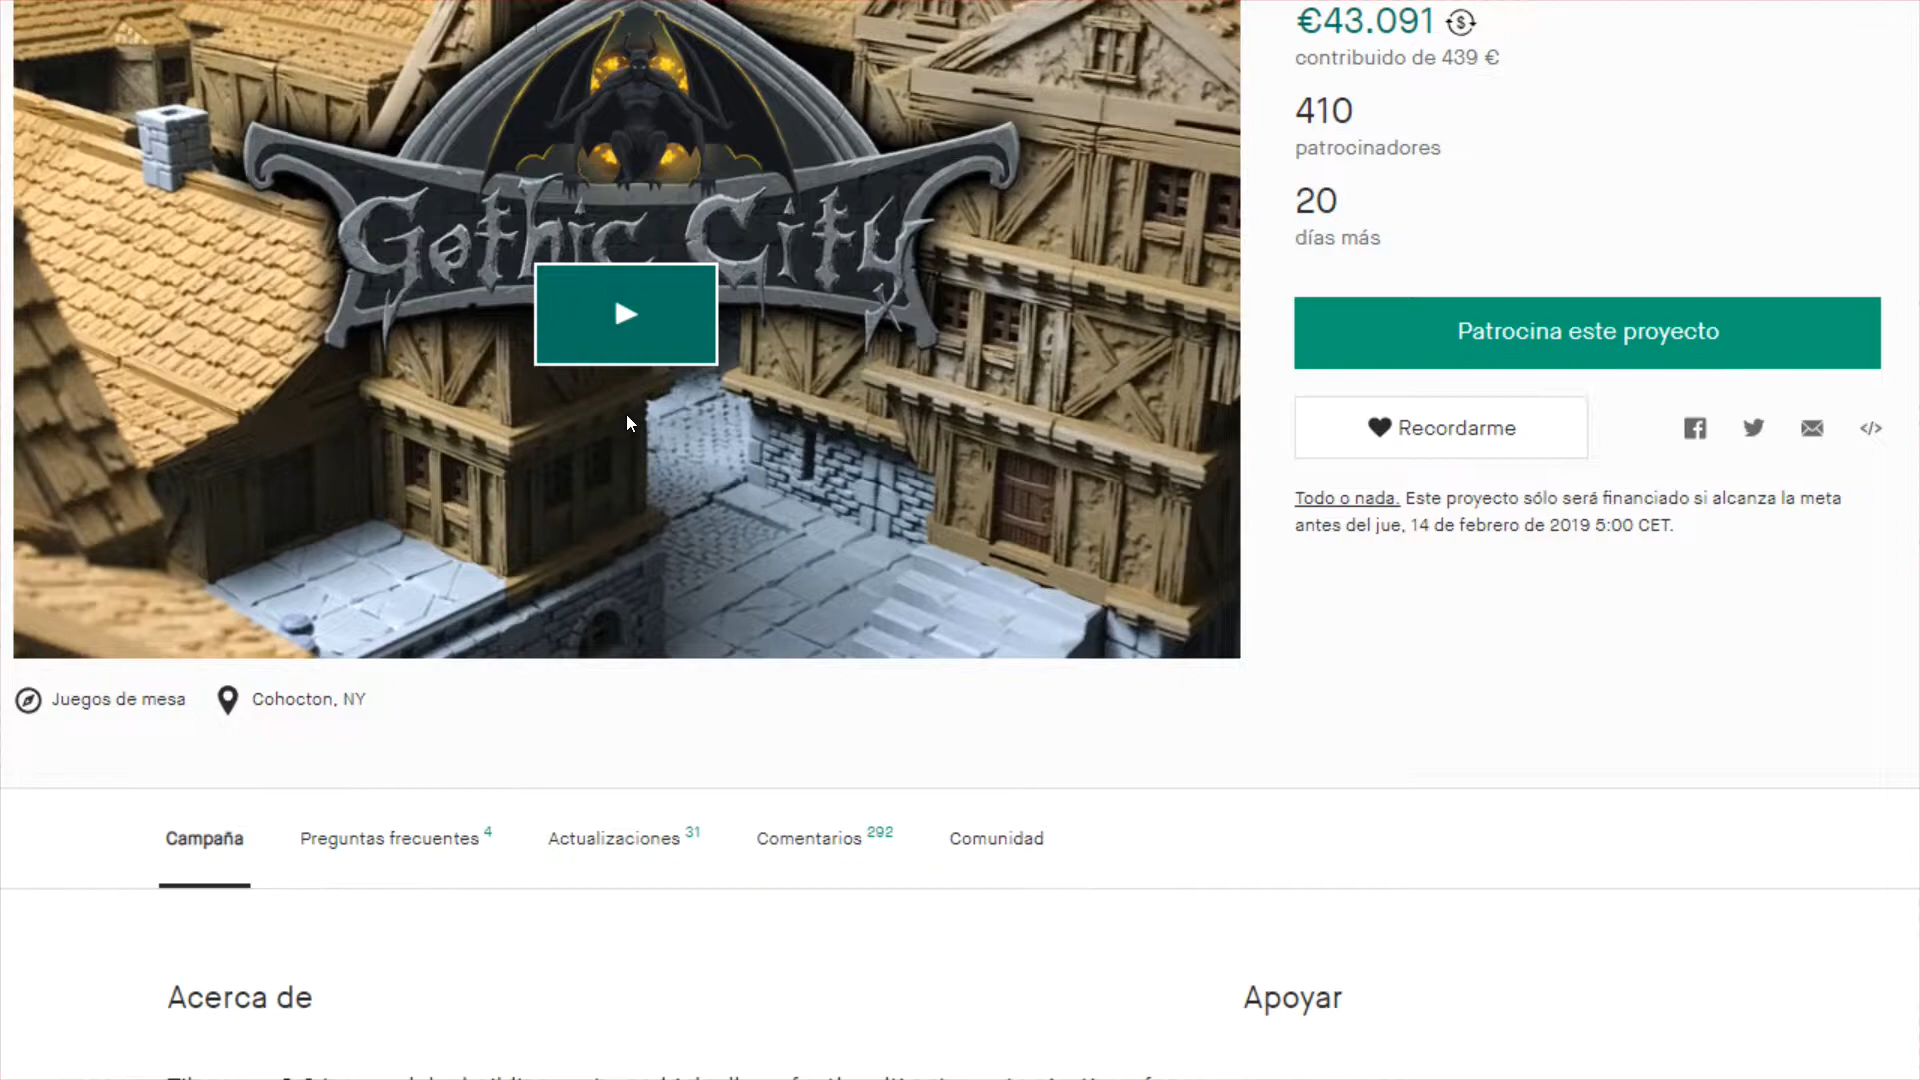 €43.091
contribuido de 439 €
410
patrocinadores
20
días más
Gothic City
Patrocina este proyecto
Recordarme
Todo o nada. Este proyecto sólo será financiado si alcanza la meta
antes del jue, 14 de febrero de 2019 5:00 CET.
Juegos de mesa Cohocton, NY
Campaña Preguntas frecuentes 4 Actualizaciones 31 Comentarios 292 Comunidad
Acerca de Apoyar